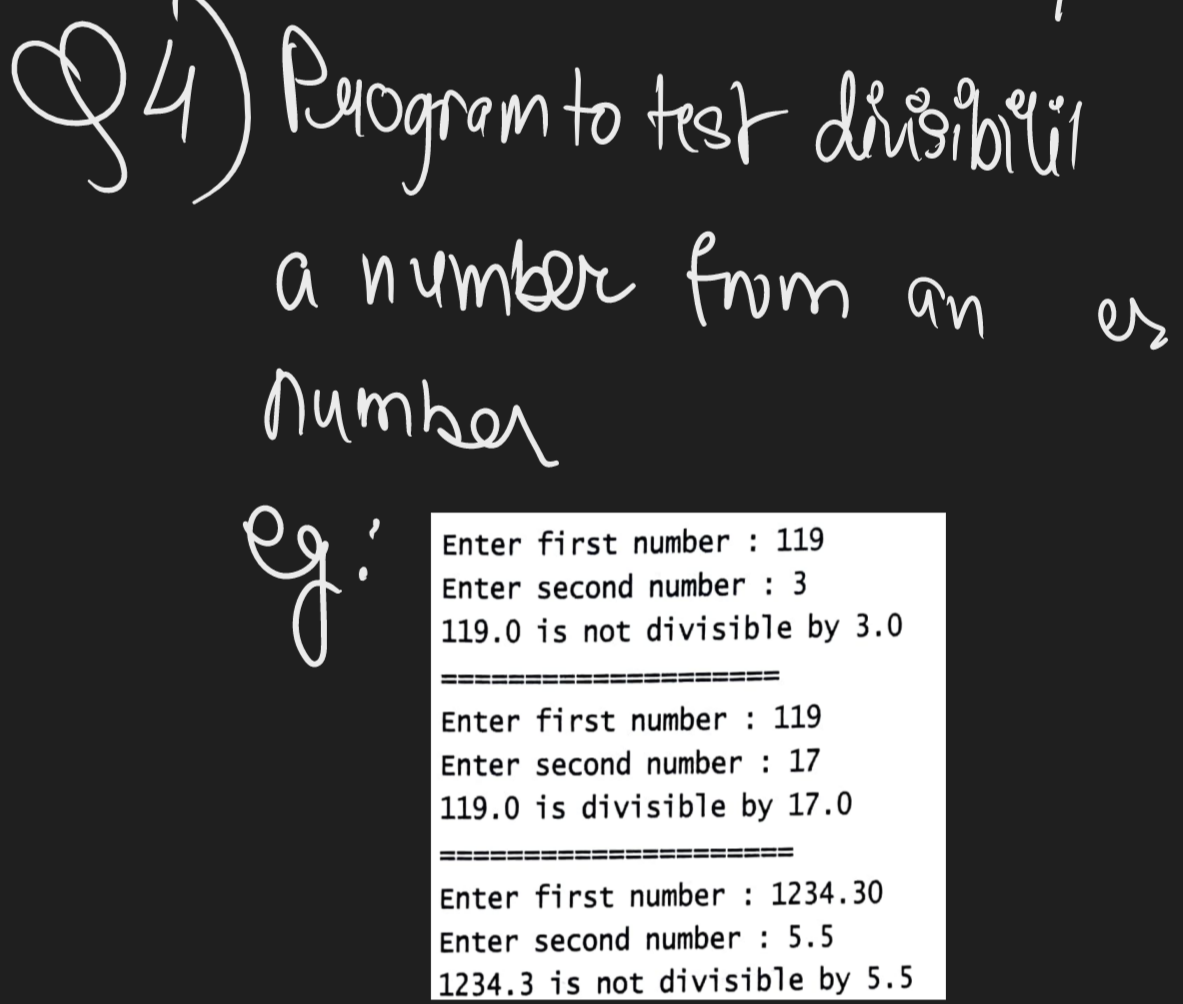 Q4) Program to test divisibilit
a number from an
number
eg:
Enter first number : 119
Enter second number : 3
119.0 is not divisible by 3.0
====================
Enter first number : 119
Enter second number : 17
119.0 is divisible by 17.0
=====================
Enter first number : 1234.30
Enter second number : 5.5
1234.3 is not divisible by 5.5